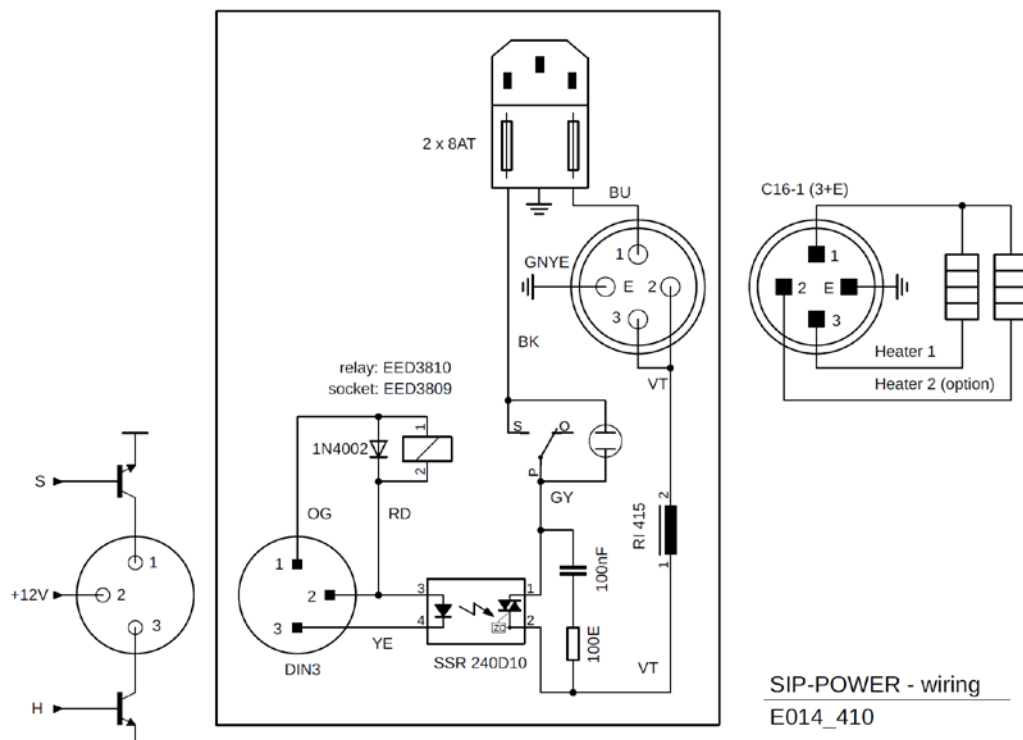 2 x 8AT
BU
C16-1 (3+E)
1
1
GNYE
E
2
2
E
3
3
BK
Heater 1
VT
Heater 2 (option)
relay: EED3810
socket: EED3809
1
S
O
1N4002
2
P
S
GY
OG
RD
2
RI 415
1
100nF
1
1
+12V
2
2
3
1
3
3
4
ZC
2
YE
100E
DIN3
SSR 240D10
VT
H
SIP-POWER - wiring
E014_410